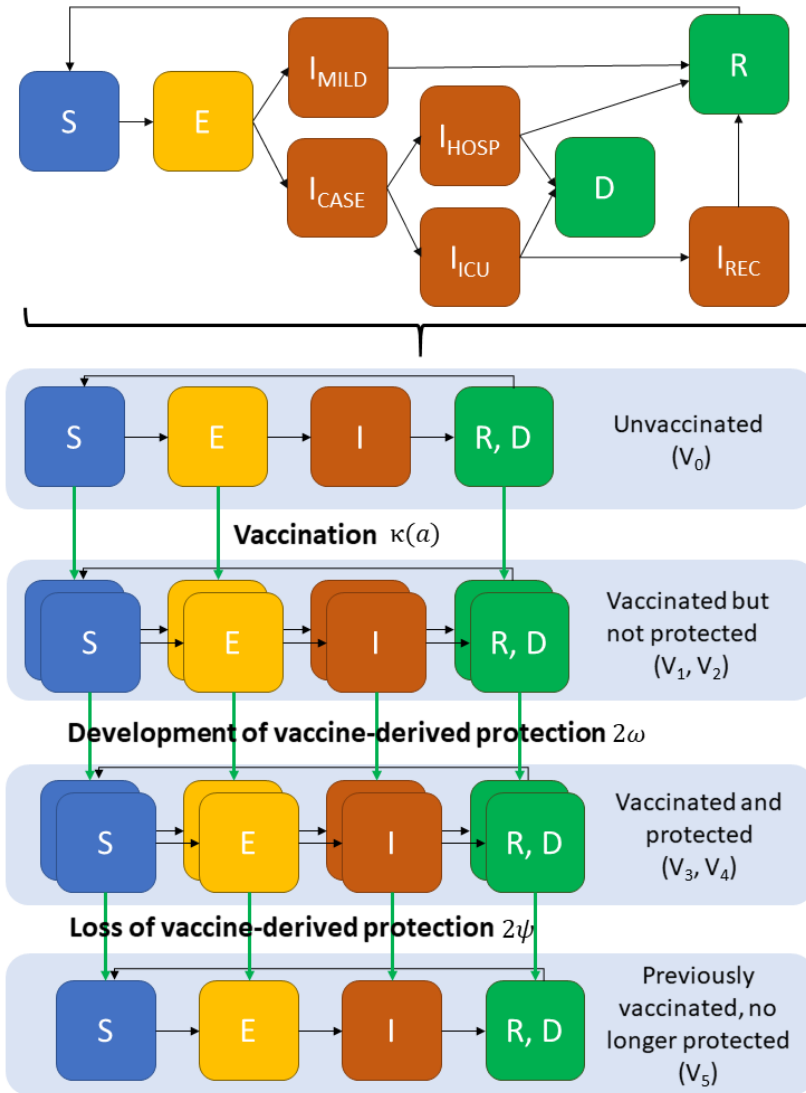 S
E
I_MILD
I_CASE
I_HOSP
I_ICU
D
R
I_REC
S
E
I
R, D
Unvaccinated
(V_0)
Vaccination κ(a)
S
E
I
R, D
Vaccinated but
not protected
(V_1, V_2)
Development of vaccine-derived protection 2ω
S
E
I
R, D
Vaccinated and
protected
(V_3, V_4)
Loss of vaccine-derived protection 2ψ
S
E
I
R, D
Previously
vaccinated, no
longer protected
(V_5)